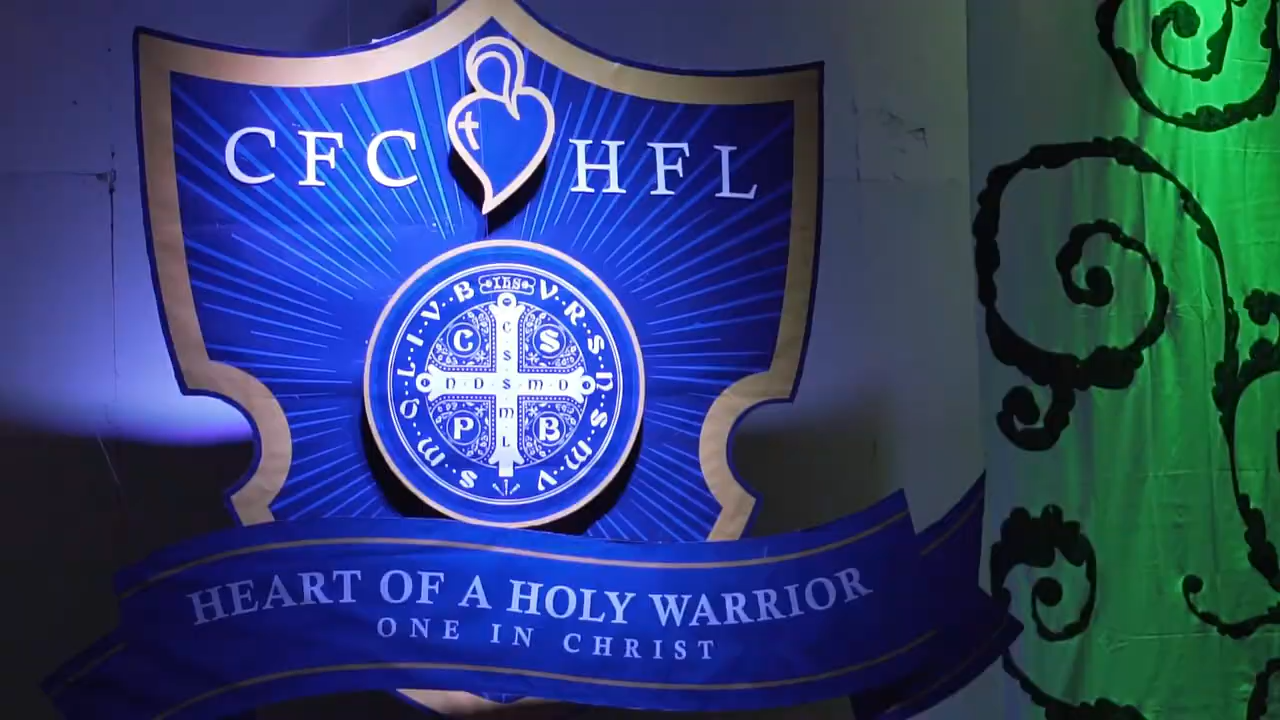 CFC HFL
IHS
V · R · S · N · S · M · V
S · M · Q · L · I · V · B
C S
C S S M L
N · D · S · M · D
P B
HEART OF A HOLY WARRIOR
ONE IN CHRIST